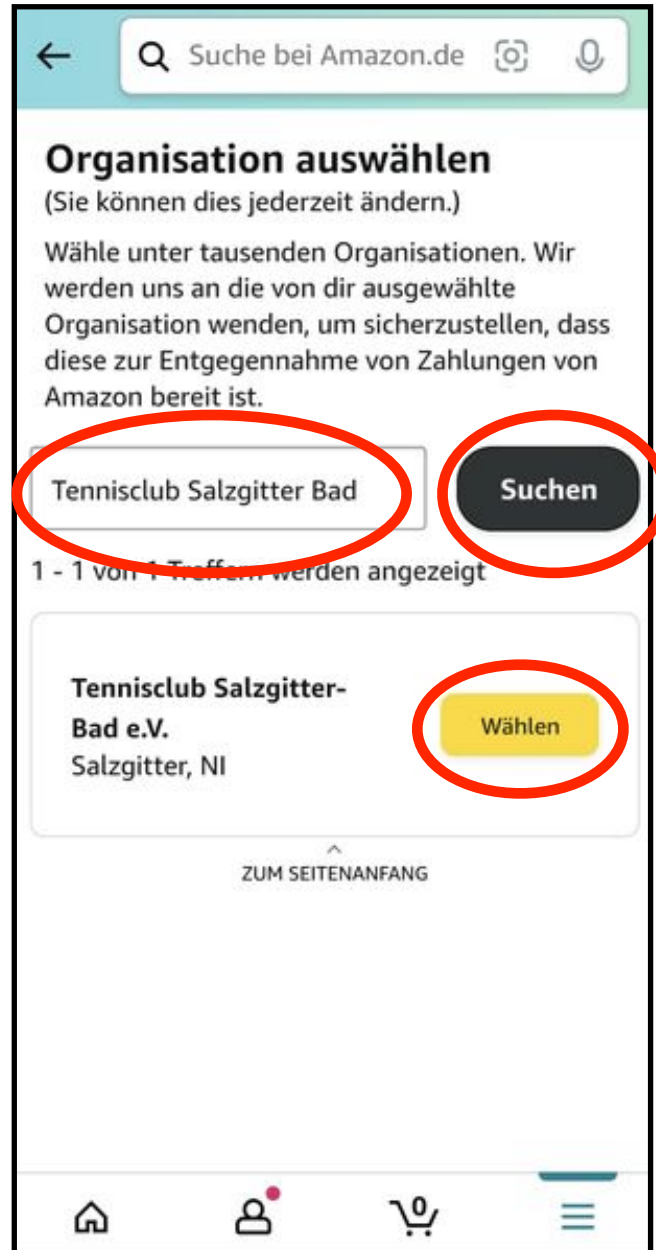 Suche bei Amazon.de
Organisation auswählen
(Sie können dies jederzeit ändern.)
Wähle unter tausenden Organisationen. Wir
werden uns an die von dir ausgewählte
Organisation wenden, um sicherzustellen, dass
diese zur Entgegennahme von Zahlungen von
Amazon bereit ist.
Tennisclub Salzgitter Bad
Suchen
1 - 1 von 1 Treffern werden angezeigt
Tennisclub Salzgitter-
Bad e.V.
Salzgitter, NI
Wählen
ZUM SEITENANFANG
0